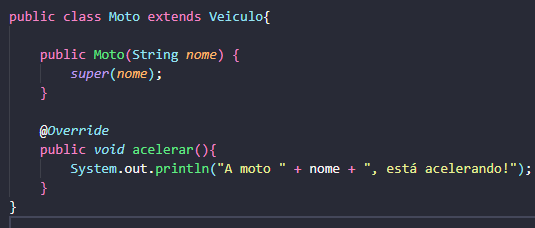 public class Moto extends Veiculo{
public Moto(String nome) {
super(nome);
}
@Override
public void acelerar(){
System.out.println("A moto " + nome + ", está acelerando!");
}
}